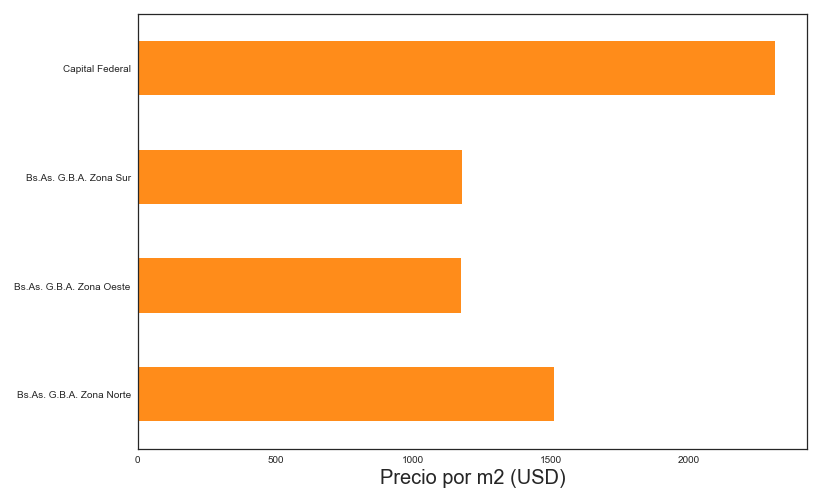 Capital Federal
Bs.As. G.B.A. Zona Sur
Bs.As. G.B.A. Zona Oeste
Bs.As. G.B.A. Zona Norte
0 500 1000 1500 2000
Precio por m2 (USD)